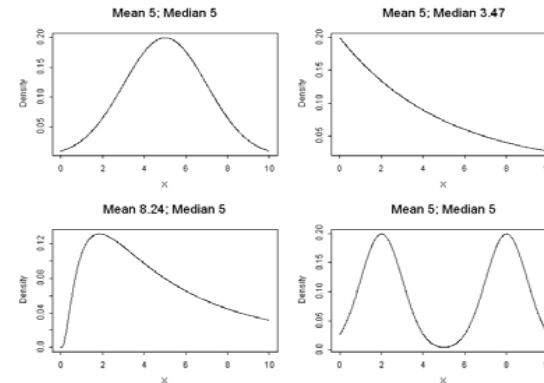 Mean 5; Median 5
Density
0.05 0.10 0.15 0.20
0 2 4 6 8 10
X
Mean 5; Median 3.47
Density
0.05 0.10 0.15 0.20
0 2 4 6 8
X
Mean 8.24; Median 5
Density
0.0 0.04 0.08 0.12
0 2 4 6 8 10
X
Mean 5; Median 5
Density
0.0 0.05 0.10 0.15 0.20
0 2 4 6 8
X